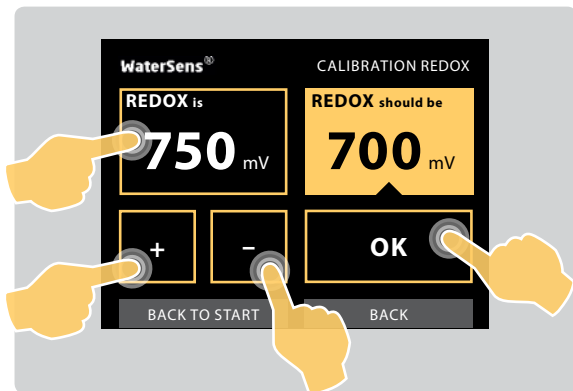 WaterSens® CALIBRATION REDOX
REDOX is REDOX should be
750 mV 700 mV
+ - OK
BACK TO START BACK